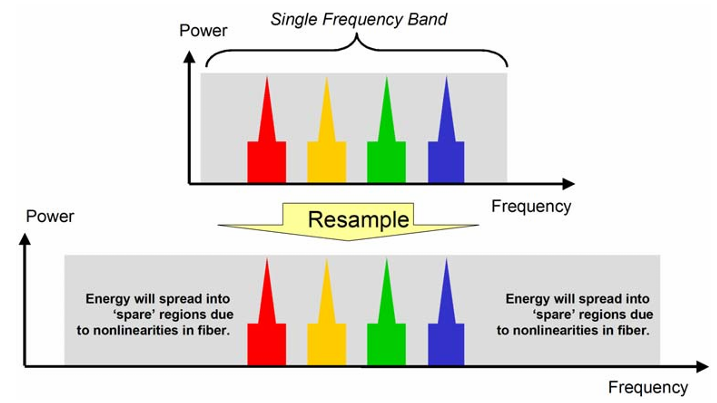 Single Frequency Band
Power
Frequency
Resample
Power
Energy will spread into
‘spare’ regions due
to nonlinearities in fiber.
Energy will spread into
‘spare’ regions due
to nonlinearities in fiber.
Frequency